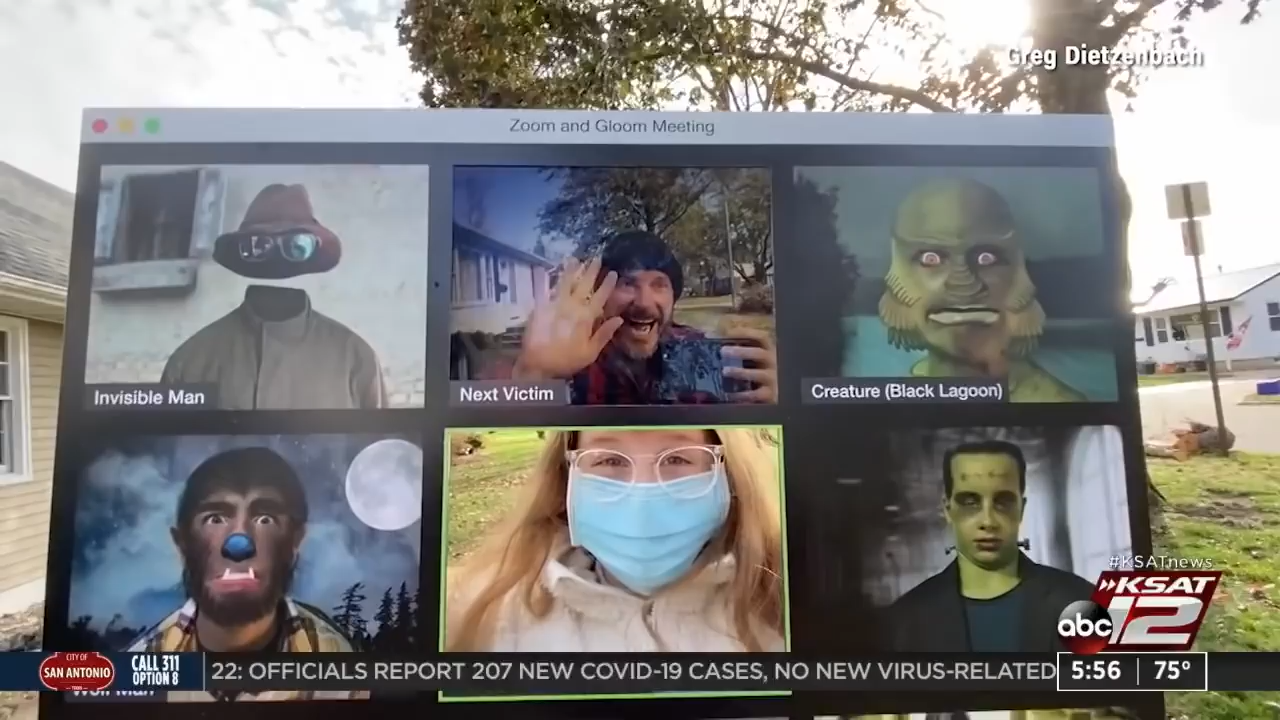 Greg Dietzenbach
Zoom and Gloom Meeting
Invisible Man
Next Victim
Creature (Black Lagoon)
Wolf Man
#KSATnews
KSAT
abc 12
CITY OF
SAN ANTONIO
CALL 311
OPTION 8
22: OFFICIALS REPORT 207 NEW COVID-19 CASES, NO NEW VIRUS-RELATED
5:56 75°